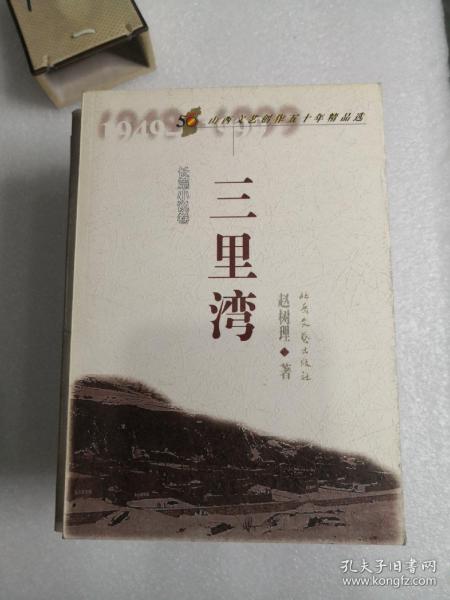 1949 1999
50 山西文艺创作五十年精品选
长篇小说卷
三里湾
赵树理·著
北岳文艺出版社
孔夫子旧书网
www.kongfz.com